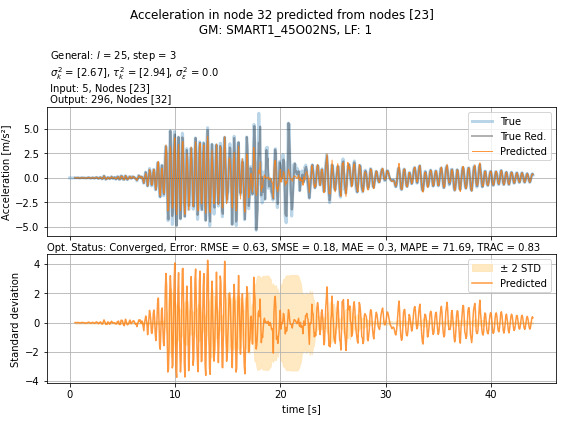 Acceleration in node 32 predicted from nodes [23]
GM: SMART1_45O02NS, LF: 1
General: l = 25, step = 3
σ²ₖ = [2.67], τ²ₖ = [2.94], σ²ε = 0.0
Input: 5, Nodes [23]
Output: 296, Nodes [32]
Acceleration [m/s²]
5.0
2.5
0.0
−2.5
−5.0
True
True Red.
Predicted
Opt. Status: Converged, Error: RMSE = 0.63, SMSE = 0.18, MAE = 0.3, MAPE = 71.69, TRAC = 0.83
Standard deviation
4
2
0
−2
−4
± 2 STD
Predicted
0 10 20 30 40
time [s]